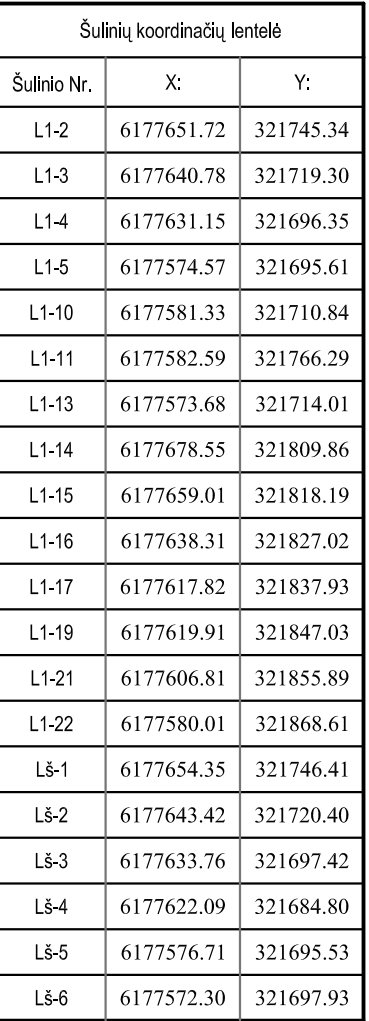 Šulinių koordinačių lentelė
Šulinio Nr. X: Y:
L1-2 6177651.72 321745.34
L1-3 6177640.78 321719.30
L1-4 6177631.15 321696.35
L1-5 6177574.57 321695.61
L1-10 6177581.33 321710.84
L1-11 6177582.59 321766.29
L1-13 6177573.68 321714.01
L1-14 6177678.55 321809.86
L1-15 6177659.01 321818.19
L1-16 6177638.31 321827.02
L1-17 6177617.82 321837.93
L1-19 6177619.91 321847.03
L1-21 6177606.81 321855.89
L1-22 6177580.01 321868.61
Lš-1 6177654.35 321746.41
Lš-2 6177643.42 321720.40
Lš-3 6177633.76 321697.42
Lš-4 6177622.09 321684.80
Lš-5 6177576.71 321695.53
Lš-6 6177572.30 321697.93